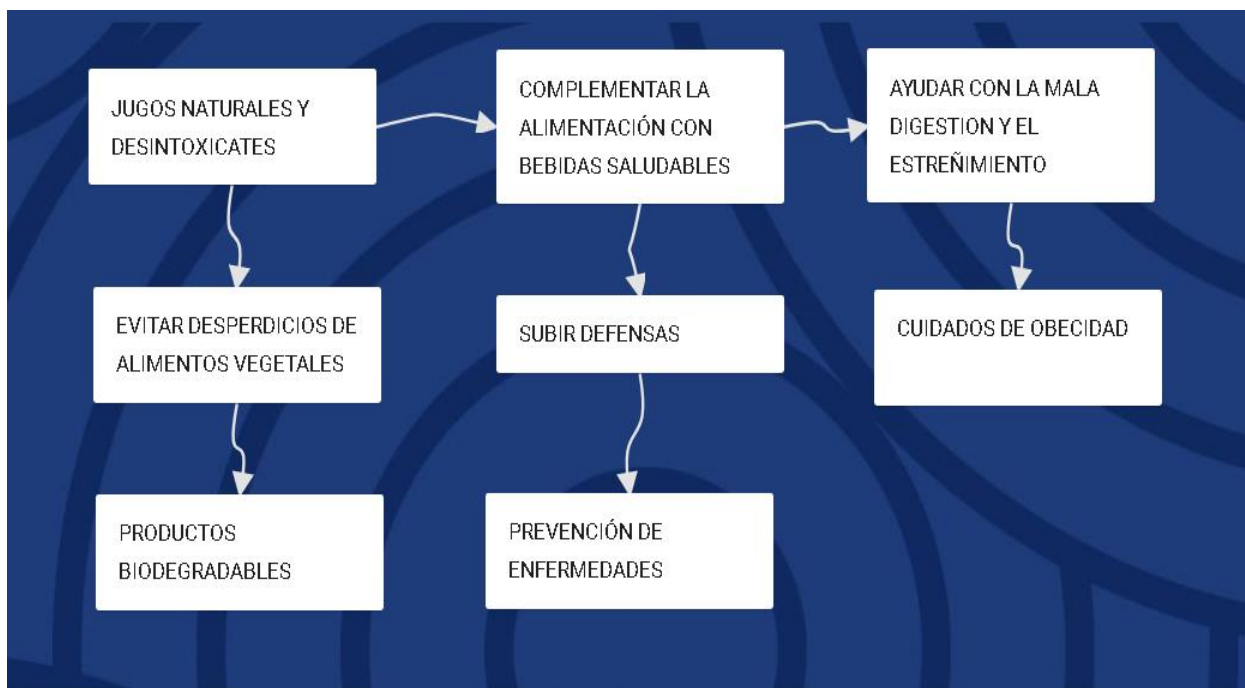 JUGOS NATURALES Y
DESINTOXICATES
COMPLEMENTAR LA
ALIMENTACIÓN CON
BEBIDAS SALUDABLES
AYUDAR CON LA MALA
DIGESTION Y EL
ESTREÑIMIENTO
EVITAR DESPERDICIOS DE
ALIMENTOS VEGETALES
SUBIR DEFENSAS
CUIDADOS DE OBECIDAD
PRODUCTOS
BIODEGRADABLES
PREVENCIÓN DE
ENFERMEDADES